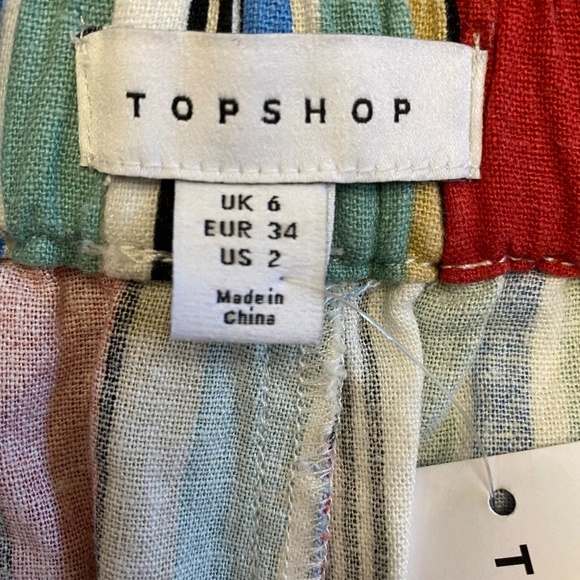 TOPSHOP
UK 6
EUR 34
US 2
Made in
China
T